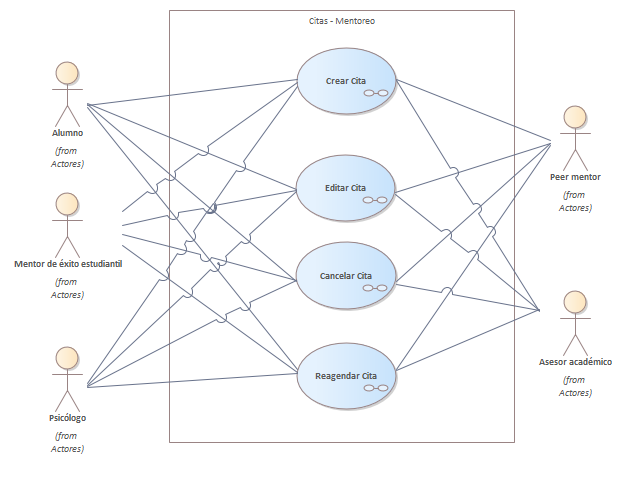 Citas - Mentoreo
Crear Cita
Editar Cita
Cancelar Cita
Reagendar Cita
Alumno
(from
Actores)
Mentor de éxito estudiantil
(from
Actores)
Psicólogo
(from
Actores)
Peer mentor
(from
Actores)
Asesor académico
(from
Actores)